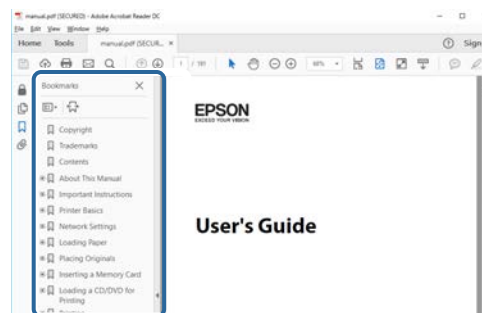 manual.pdf (SECURED) - Adobe Acrobat Reader DC
File Edit View Window Help
Home Tools manual.pdf (SECUR... × Sign
1 / 181
Bookmarks
Copyright
Trademarks
Contents
About This Manual
Important Instructions
Printer Basics
Network Settings
Loading Paper
Placing Originals
Inserting a Memory Card
Loading a CD/DVD for
Printing
EPSON
EXCEED YOUR VISION
User's Guide